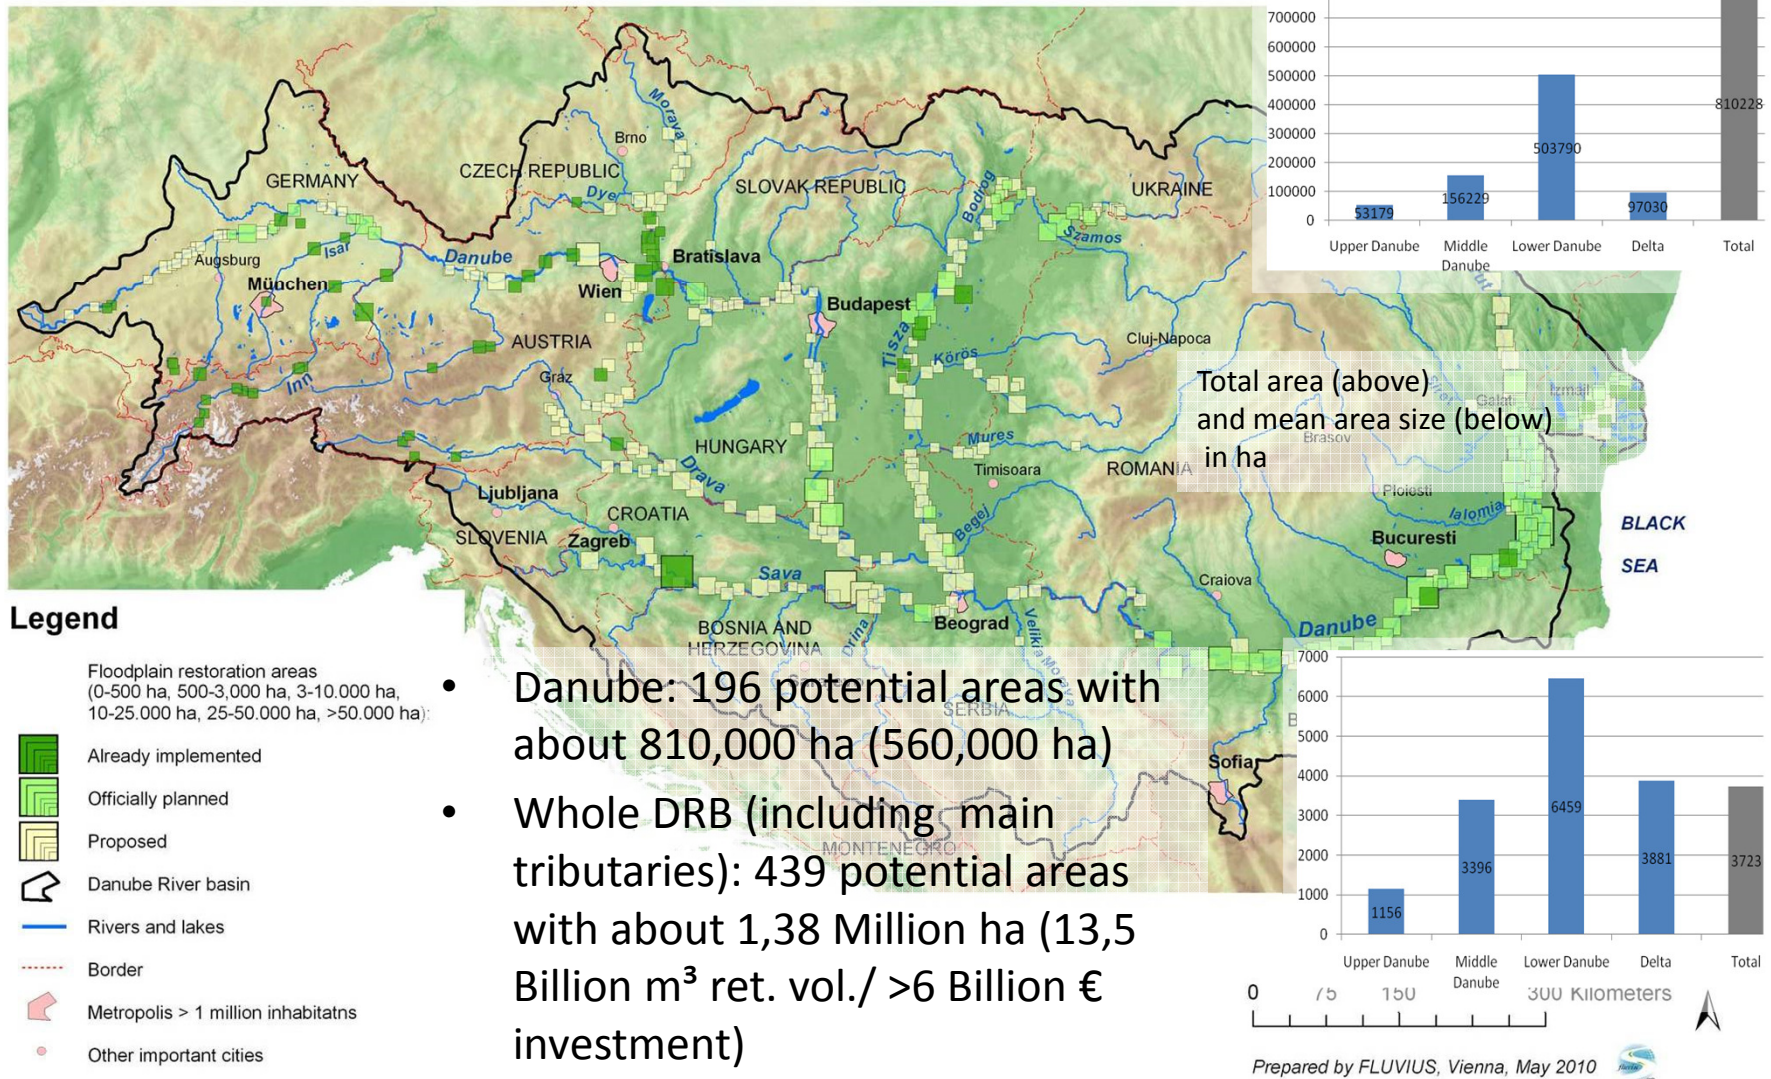 700000
600000
500000
400000
300000
200000
100000
0
53179
156229
503790
97030
810228
Upper Danube
Middle
Danube
Lower Danube
Delta
Total
Morava
Brno
CZECH REPUBLIC
GERMANY
Dye
SLOVAK REPUBLIC
Bodrog
UKRAINE
Szamos
Augsburg
Isar
Danube
Bratislava
München
Wien
Budapest
AUSTRIA
Tisza
Körös
Cluj-Napoca
Inn
Graz
Total area (above)
and mean area size (below)
in ha
Siret
Galati
Izmail
Brasov
HUNGARY
Mures
Timisoara
ROMANIA
Drava
Ploiesti
Ljubljana
CROATIA
Begej
Ialomia
SLOVENIA
Zagreb
Bucuresti
BLACK
SEA
Sava
Craiova
BOSNIA AND
HERZEGOVINA
Drina
Beograd
Velikia Morava
Danube
SERBIA
MONTENEGRO
Sofia
Legend
Floodplain restoration areas
(0-500 ha, 500-3,000 ha, 3-10.000 ha,
10-25.000 ha, 25-50.000 ha, >50.000 ha):
Already implemented
Officially planned
Proposed
Danube River basin
Rivers and lakes
Border
Metropolis > 1 million inhabitatns
Other important cities
• Danube: 196 potential areas with
about 810,000 ha (560,000 ha)
• Whole DRB (including main
tributaries): 439 potential areas
with about 1,38 Million ha (13,5
Billion m³ ret. vol./ >6 Billion €
investment)
7000
6000
5000
4000
3000
2000
1000
0
1156
3396
6459
3881
3723
Upper Danube
Middle
Danube
Lower Danube
Delta
Total
0 75 150 300 Kilometers
Prepared by FLUVIUS, Vienna, May 2010